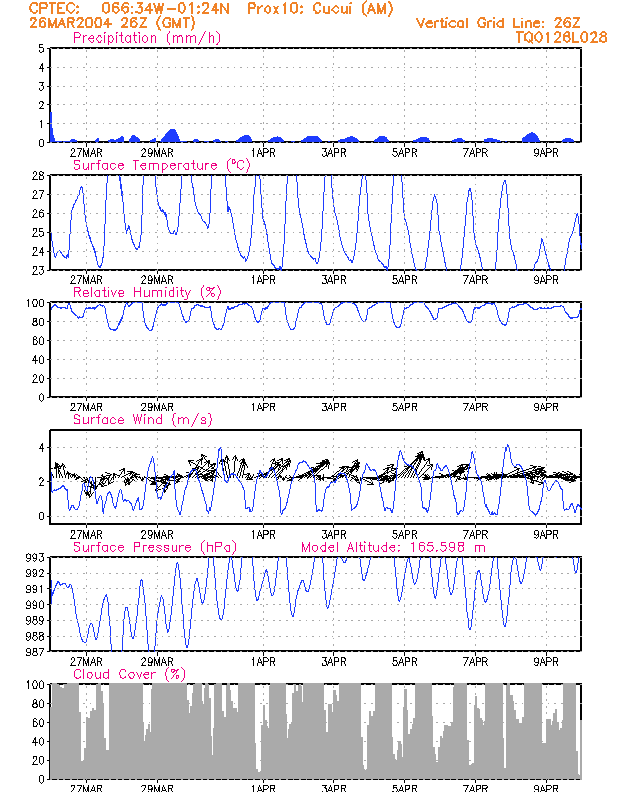 CPTEC: 066:34W-01:24N Prox10: Cucui (AM)
26MAR2004 26Z (GMT) Vertical Grid Line: 26Z
Precipitation (mm/h) TQ0126L028
5
4
3
2
1
0
27MAR 29MAR 1APR 3APR 5APR 7APR 9APR
Surface Temperature (°C)
28
27
26
25
24
23
27MAR 29MAR 1APR 3APR 5APR 7APR 9APR
Relative Humidity (%)
100
80
60
40
20
0
27MAR 29MAR 1APR 3APR 5APR 7APR 9APR
Surface Wind (m/s)
4
2
0
27MAR 29MAR 1APR 3APR 5APR 7APR 9APR
Surface Pressure (hPa) Model Altitude: 165.598 m
993
992
991
990
989
988
987
27MAR 29MAR 1APR 3APR 5APR 7APR 9APR
Cloud Cover (%)
100
80
60
40
20
0
27MAR 29MAR 1APR 3APR 5APR 7APR 9APR